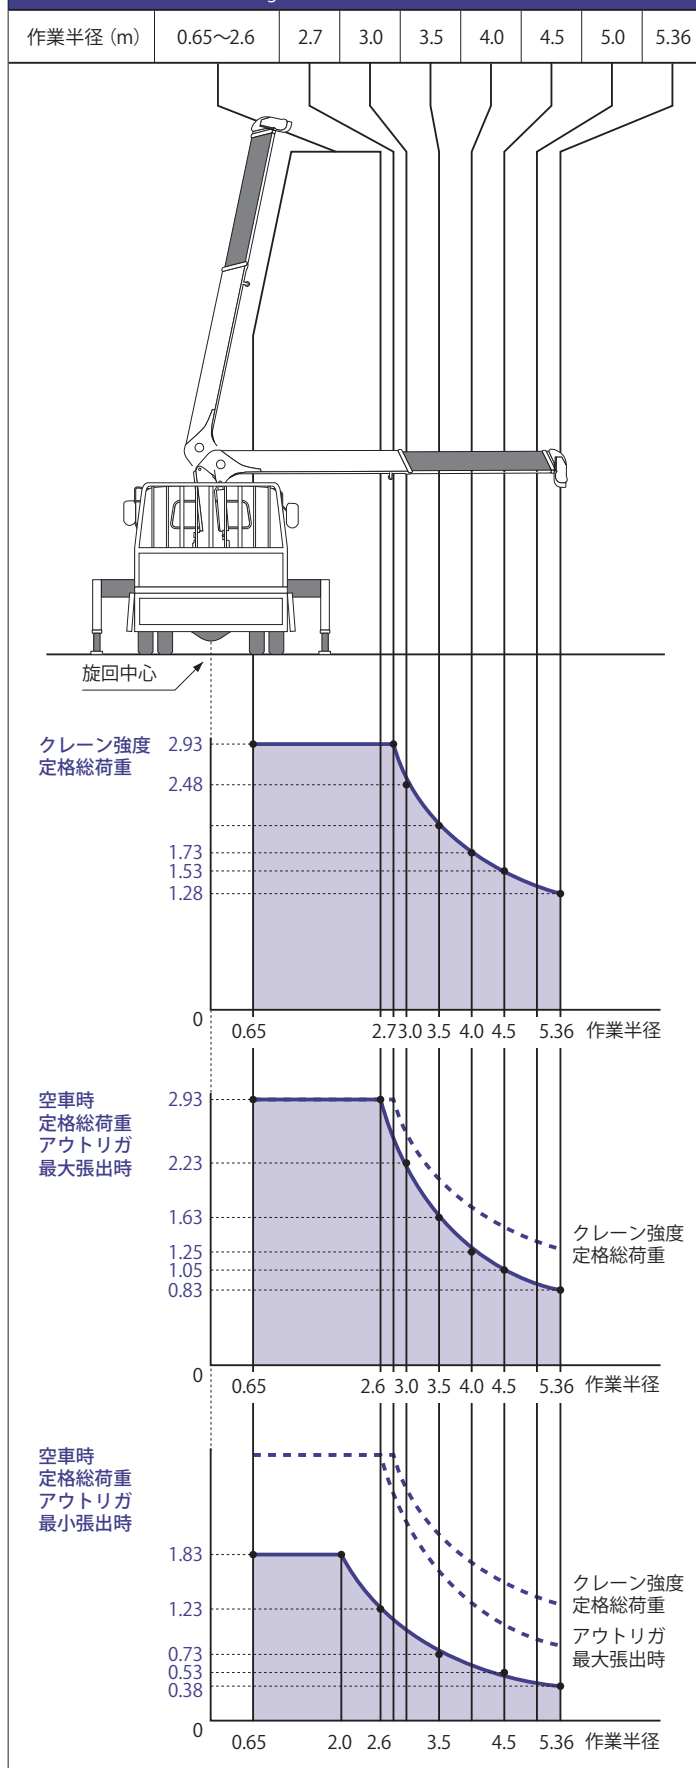 作業半径（m） 0.65〜2.6 2.7 3.0 3.5 4.0 4.5 5.0 5.36
旋回中心
クレーン強度
定格総荷重
2.93
2.48
1.73
1.53
1.28
0
0.65 2.7 3.0 3.5 4.0 4.5 5.36 作業半径
空車時
定格総荷重
アウトリガ
最大張出時
2.93
2.23
1.63
1.25
1.05
0.83
クレーン強度
定格総荷重
0
0.65 2.6 3.0 3.5 4.0 4.5 5.36 作業半径
空車時
定格総荷重
アウトリガ
最小張出時
1.83
1.23
0.73
0.53
0.38
クレーン強度
定格総荷重
アウトリガ
最大張出時
0
0.65 2.0 2.6 3.5 4.5 5.36 作業半径